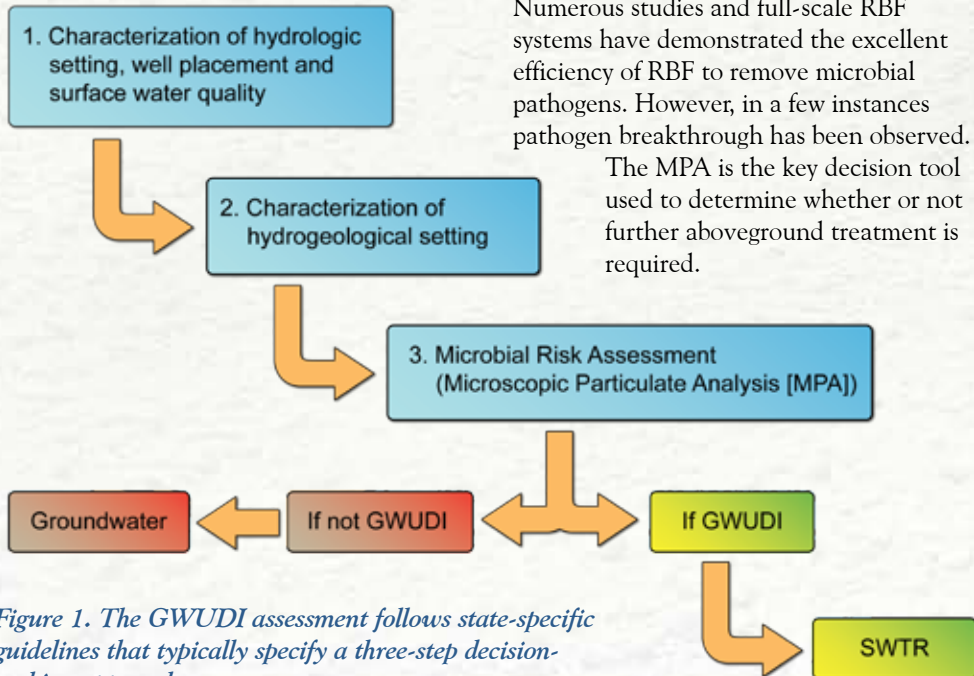 Numerous studies and full-scale RBF
systems have demonstrated the excellent
efficiency of RBF to remove microbial
pathogens. However, in a few instances
pathogen breakthrough has been observed.
The MPA is the key decision tool
used to determine whether or not
further aboveground treatment is
required.
1. Characterization of hydrologic
setting, well placement and
surface water quality
2. Characterization of
hydrogeological setting
3. Microbial Risk Assessment
(Microscopic Particulate Analysis [MPA])
Groundwater
If not GWUDI
If GWUDI
SWTR
Figure 1. The GWUDI assessment follows state-specific
guidelines that typically specify a three-step decision-